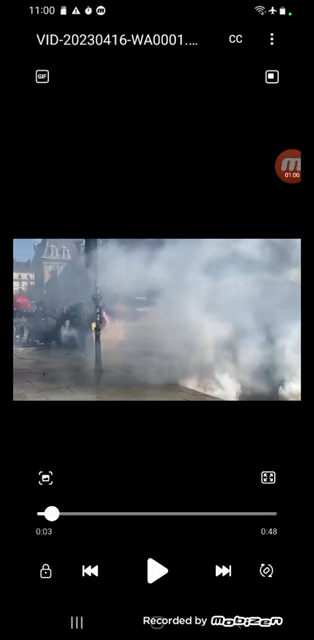 11:00
VID-20230416-WA0001....
CC
GIF
01:00
0:03
0:48
Recorded by mobizen